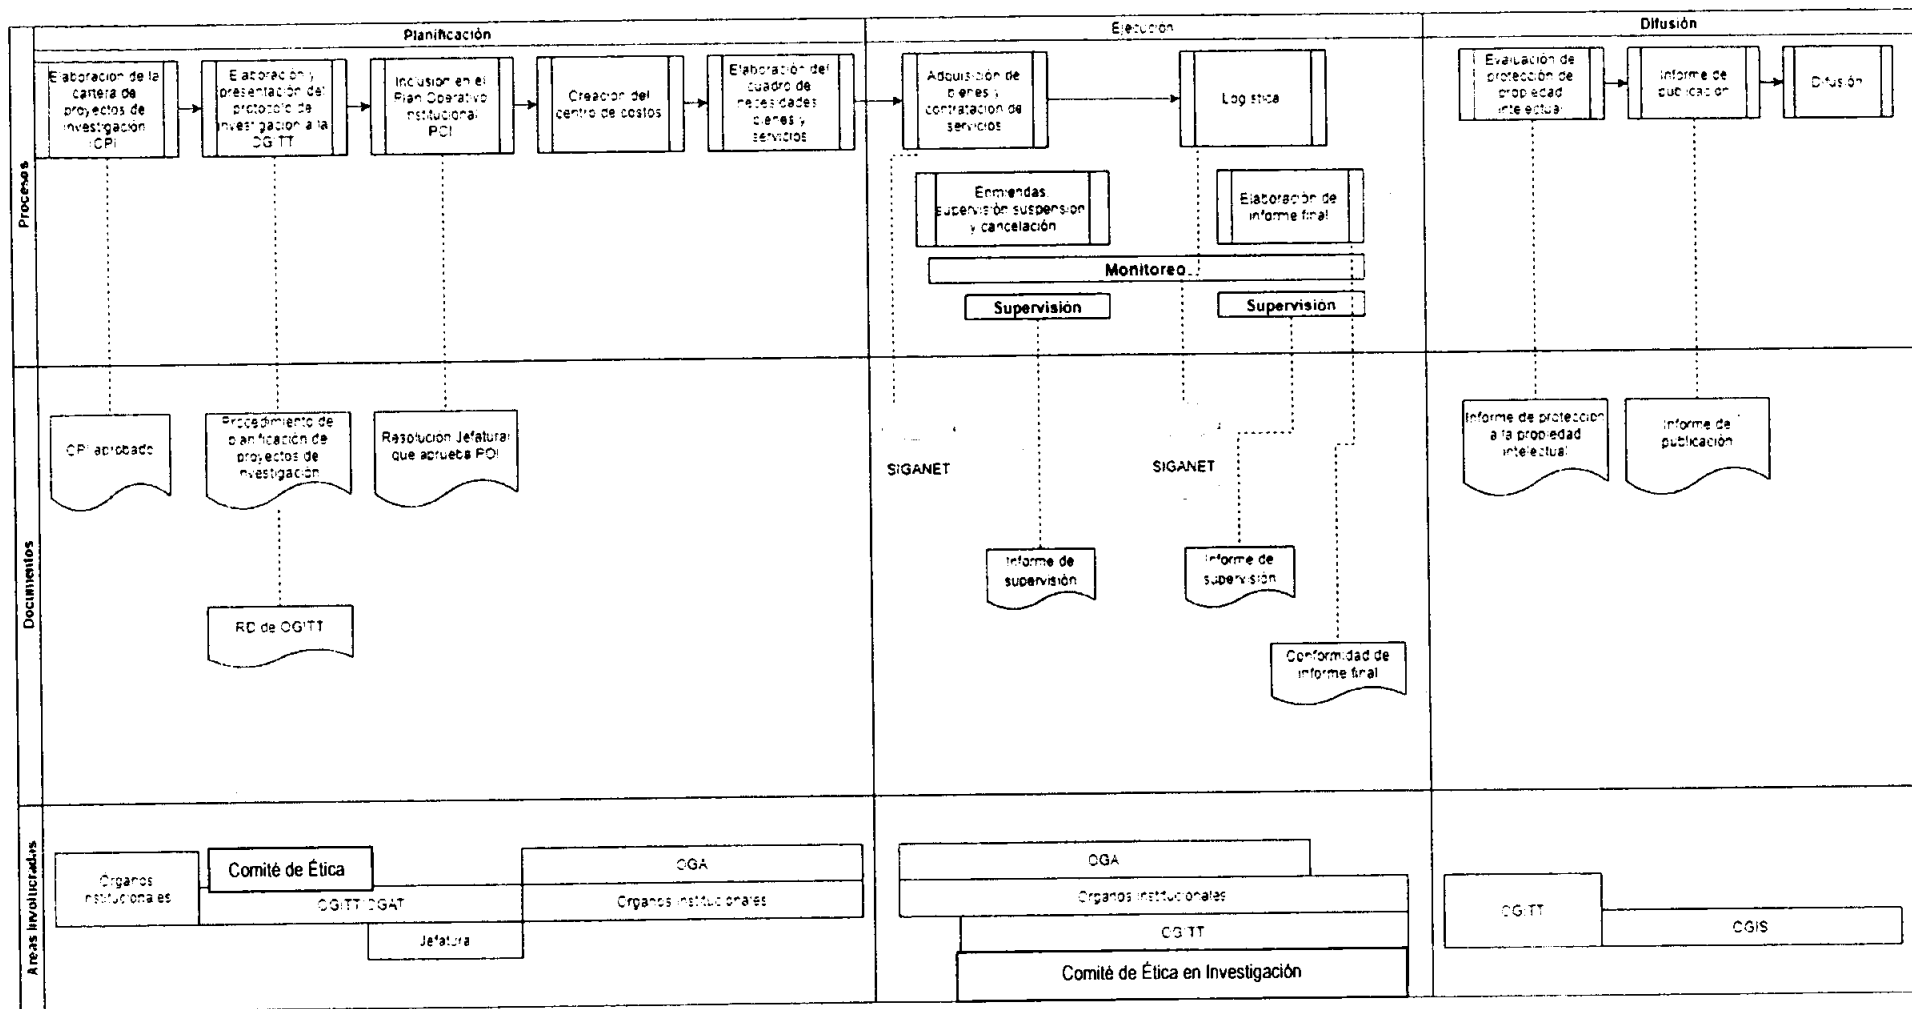 Planificación
Ejecución
Difusión
Procesos
Elaboración de la
cartera de
proyectos de
investigación
(CPI
Elaboración y
presentación del
protocolo de
investigación a la
OGITT
Inclusión en el
Plan Operativo
Institucional
POI
Creación del
centro de costos
Elaboración del
cuadro de
necesidades
bienes y
servicios
Adquisición de
bienes y
contratación de
servicios
Logística
Evaluación de
protección de
propiedad
intelectual
Informe de
publicación
Difusión
Enmiendas,
supervisión suspensión
y cancelación
Elaboración de
informe final
Monitoreo
Supervisión
Supervisión
Documentos
CPI aprobado
Procedimiento de
planificación de
proyectos de
investigación
Resolución Jefatural
que aprueba POI
SIGANET
SIGANET
Informe de protección
a la propiedad
intelectual
Informe de
publicación
Informe de
supervisión
Informe de
supervisión
RD de OGITT
Conformidad de
informe final
Areas Involucradas
Órganos
institucionales
Comité de Ética
OGITT/OGAT
Jefatura
OGA
Órganos institucionales
OGA
Órganos institucionales
OGITT
Comité de Ética en Investigación
OGITT
OGIS